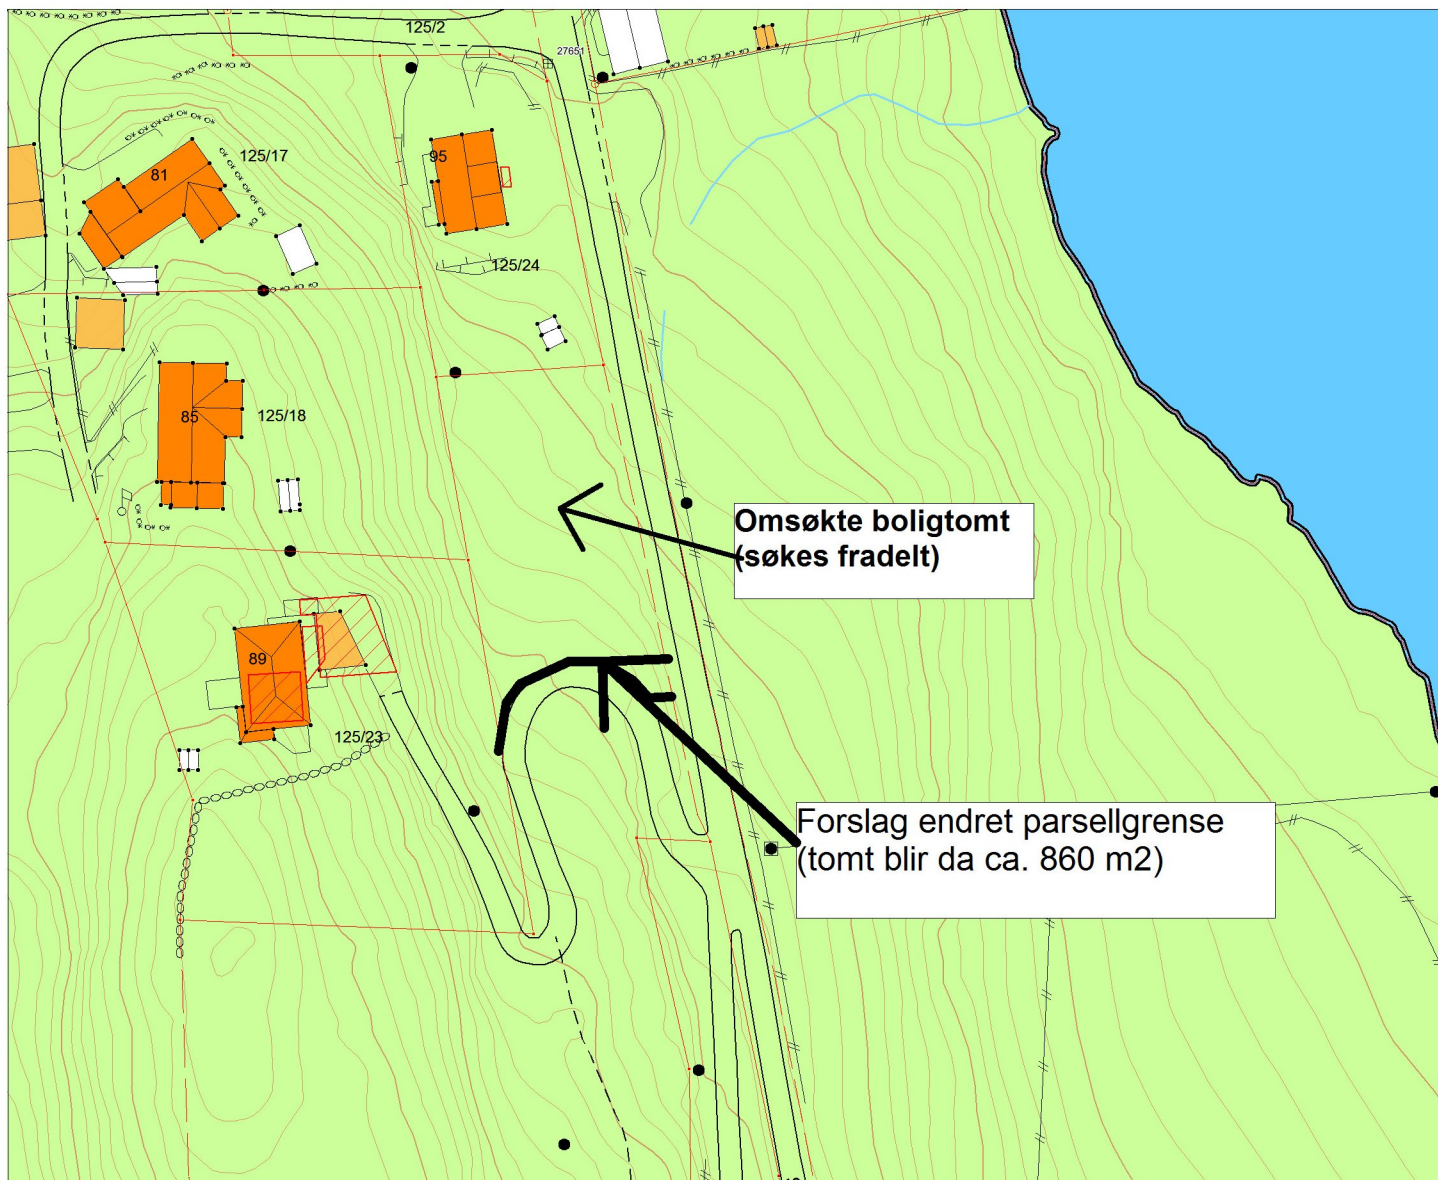 125/2
27651
125/17
81
95
125/24
85
125/18
Omsøkte boligtomt
(søkes fradelt)
89
125/23
Forslag endret parsellgrense
(tomt blir da ca. 860 m2)